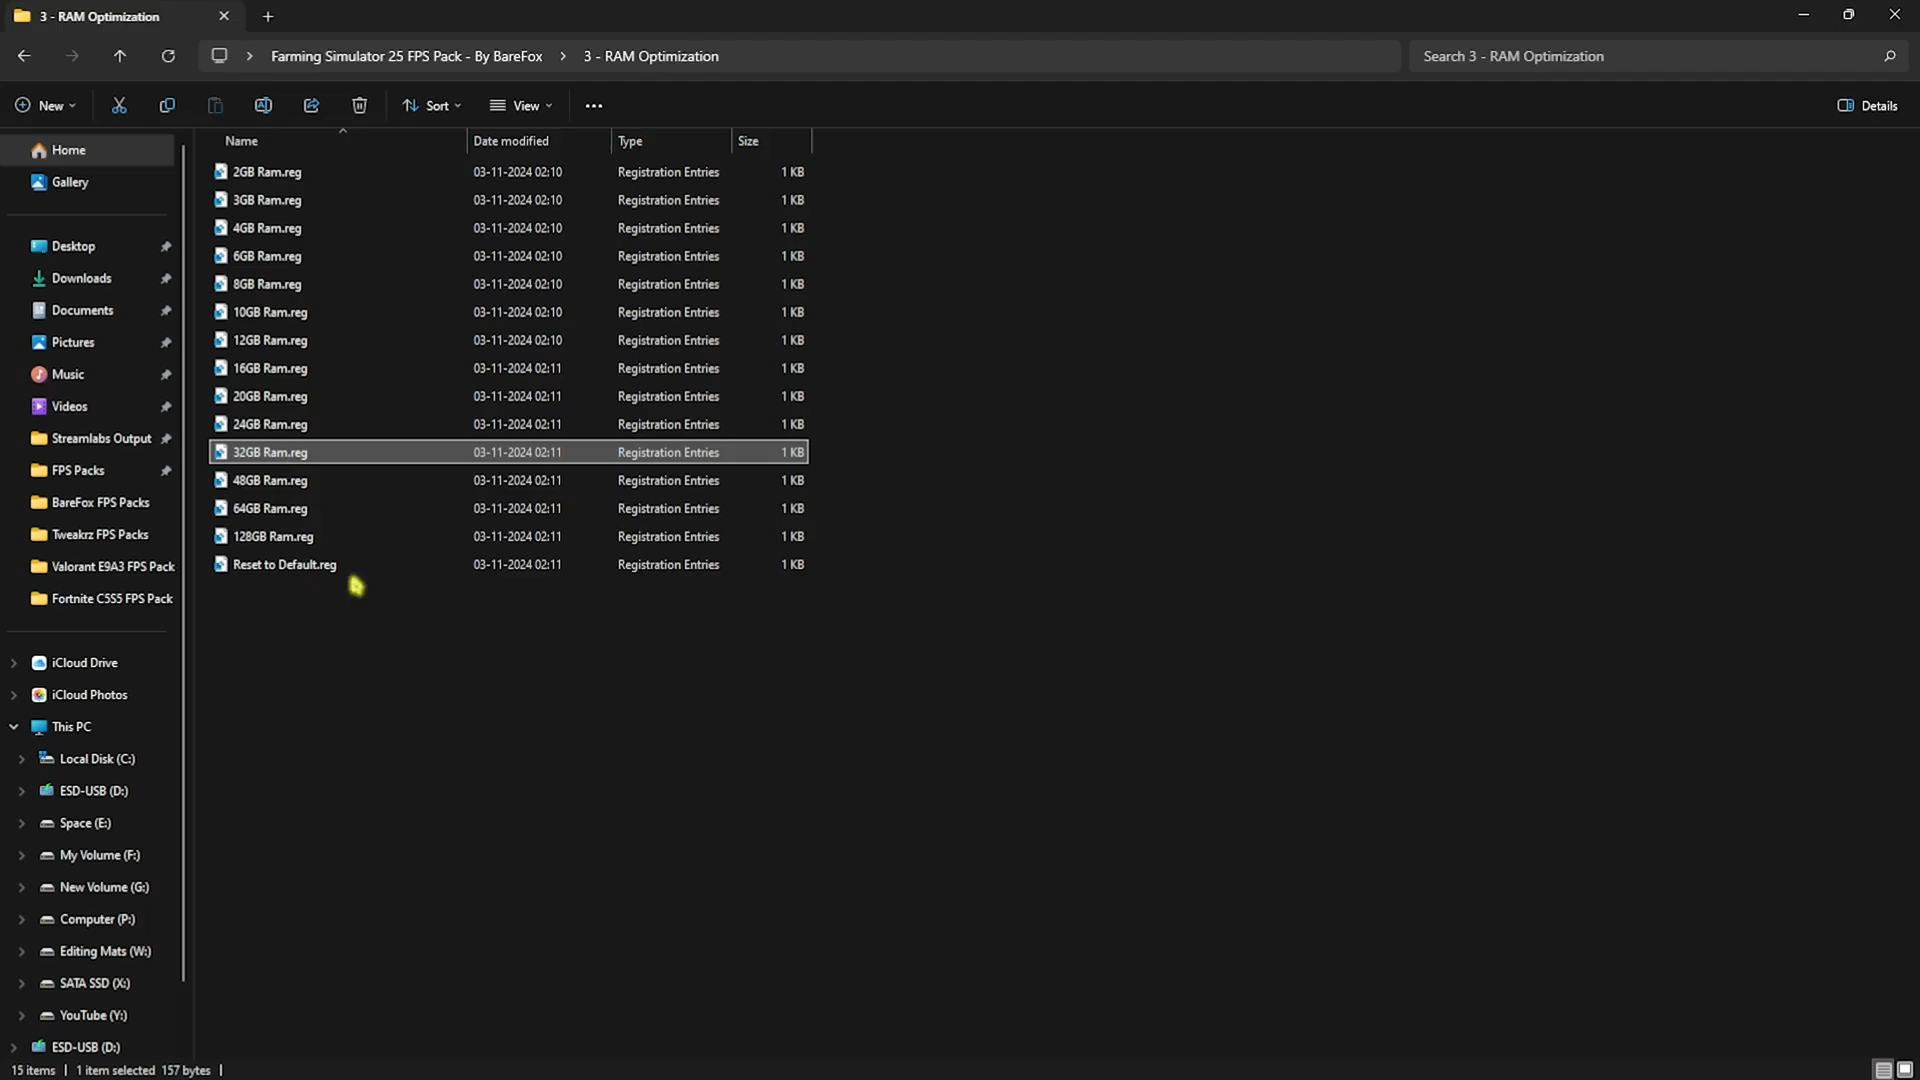 3 - RAM Optimization
Farming Simulator 25 FPS Pack - By BareFox > 3 - RAM Optimization
Search 3 - RAM Optimization
New
Sort
View
Details
Name Date modified Type Size
2GB Ram.reg 03-11-2024 02:10 Registration Entries 1 KB
3GB Ram.reg 03-11-2024 02:10 Registration Entries 1 KB
4GB Ram.reg 03-11-2024 02:10 Registration Entries 1 KB
6GB Ram.reg 03-11-2024 02:10 Registration Entries 1 KB
8GB Ram.reg 03-11-2024 02:10 Registration Entries 1 KB
10GB Ram.reg 03-11-2024 02:10 Registration Entries 1 KB
12GB Ram.reg 03-11-2024 02:10 Registration Entries 1 KB
16GB Ram.reg 03-11-2024 02:11 Registration Entries 1 KB
20GB Ram.reg 03-11-2024 02:11 Registration Entries 1 KB
24GB Ram.reg 03-11-2024 02:11 Registration Entries 1 KB
32GB Ram.reg 03-11-2024 02:11 Registration Entries 1 KB
48GB Ram.reg 03-11-2024 02:11 Registration Entries 1 KB
64GB Ram.reg 03-11-2024 02:11 Registration Entries 1 KB
128GB Ram.reg 03-11-2024 02:11 Registration Entries 1 KB
Reset to Default.reg 03-11-2024 02:11 Registration Entries 1 KB
Home
Gallery
Desktop
Downloads
Documents
Pictures
Music
Videos
Streamlabs Output
FPS Packs
BareFox FPS Packs
Tweakrz FPS Packs
Valorant E9A3 FPS Pack
Fortnite C5S5 FPS Pack
iCloud Drive
iCloud Photos
This PC
Local Disk (C:)
ESD-USB (D:)
Space (E:)
My Volume (F:)
New Volume (G:)
Computer (P:)
Editing Mats (W:)
SATA SSD (X:)
YouTube (Y:)
ESD-USB (D:)
15 items | 1 item selected 157 bytes |